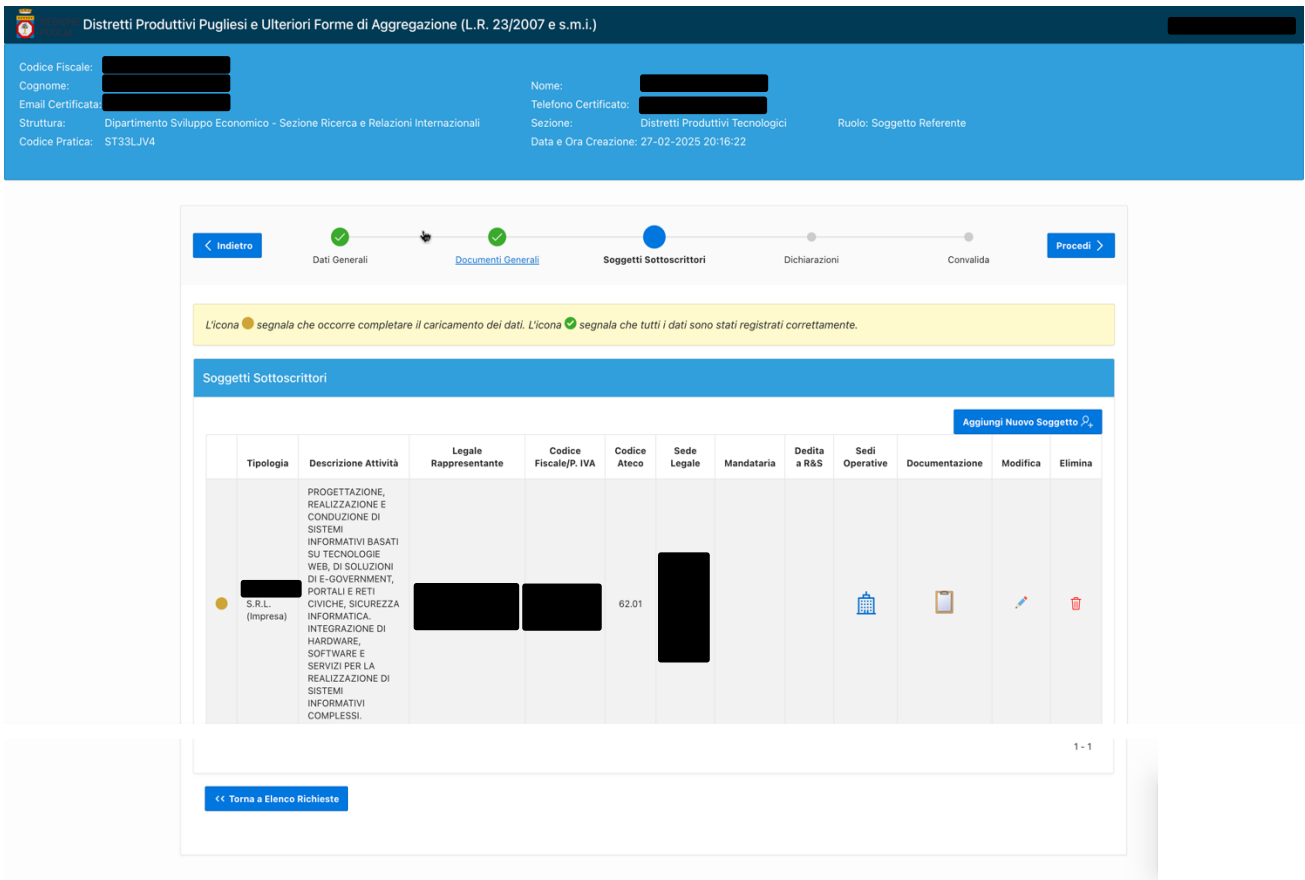 Distretti Produttivi Pugliesi e Ulteriori Forme di Aggregazione (L.R. 23/2007 e s.m.i.)
Codice Fiscale:
Cognome:
Nome:
Email Certificata:
Telefono Certificato:
Struttura: Dipartimento Sviluppo Economico - Sezione Ricerca e Relazioni Internazionali
Sezione: Distretti Produttivi Tecnologici
Ruolo: Soggetto Referente
Codice Pratica: ST33LJV4
Data e Ora Creazione: 27-02-2025 20:16:22
Indietro
Dati Generali
Documenti Generali
Soggetti Sottoscrittori
Dichiarazioni
Convalida
Procedi
L'icona segnala che occorre completare il caricamento dei dati. L'icona segnala che tutti i dati sono stati registrati correttamente.
Soggetti Sottoscrittori
Aggiungi Nuovo Soggetto
Tipologia
Descrizione Attività
Legale
Rappresentante
Codice
Fiscale/P. IVA
Codice
Ateco
Sede
Legale
Mandataria
Dedita
a R&S
Sedi
Operative
Documentazione
Modifica
Elimina
S.R.L.
(Impresa)
PROGETTAZIONE,
REALIZZAZIONE E
CONDUZIONE DI
SISTEMI
INFORMATIVI BASATI
SU TECNOLOGIE
WEB, DI SOLUZIONI
DI E-GOVERNMENT,
PORTALI E RETI
CIVICHE, SICUREZZA
INFORMATICA.
INTEGRAZIONE DI
HARDWARE,
SOFTWARE E
SERVIZI PER LA
REALIZZAZIONE DI
SISTEMI
INFORMATIVI
COMPLESSI.
62.01
1 - 1
<< Torna a Elenco Richieste